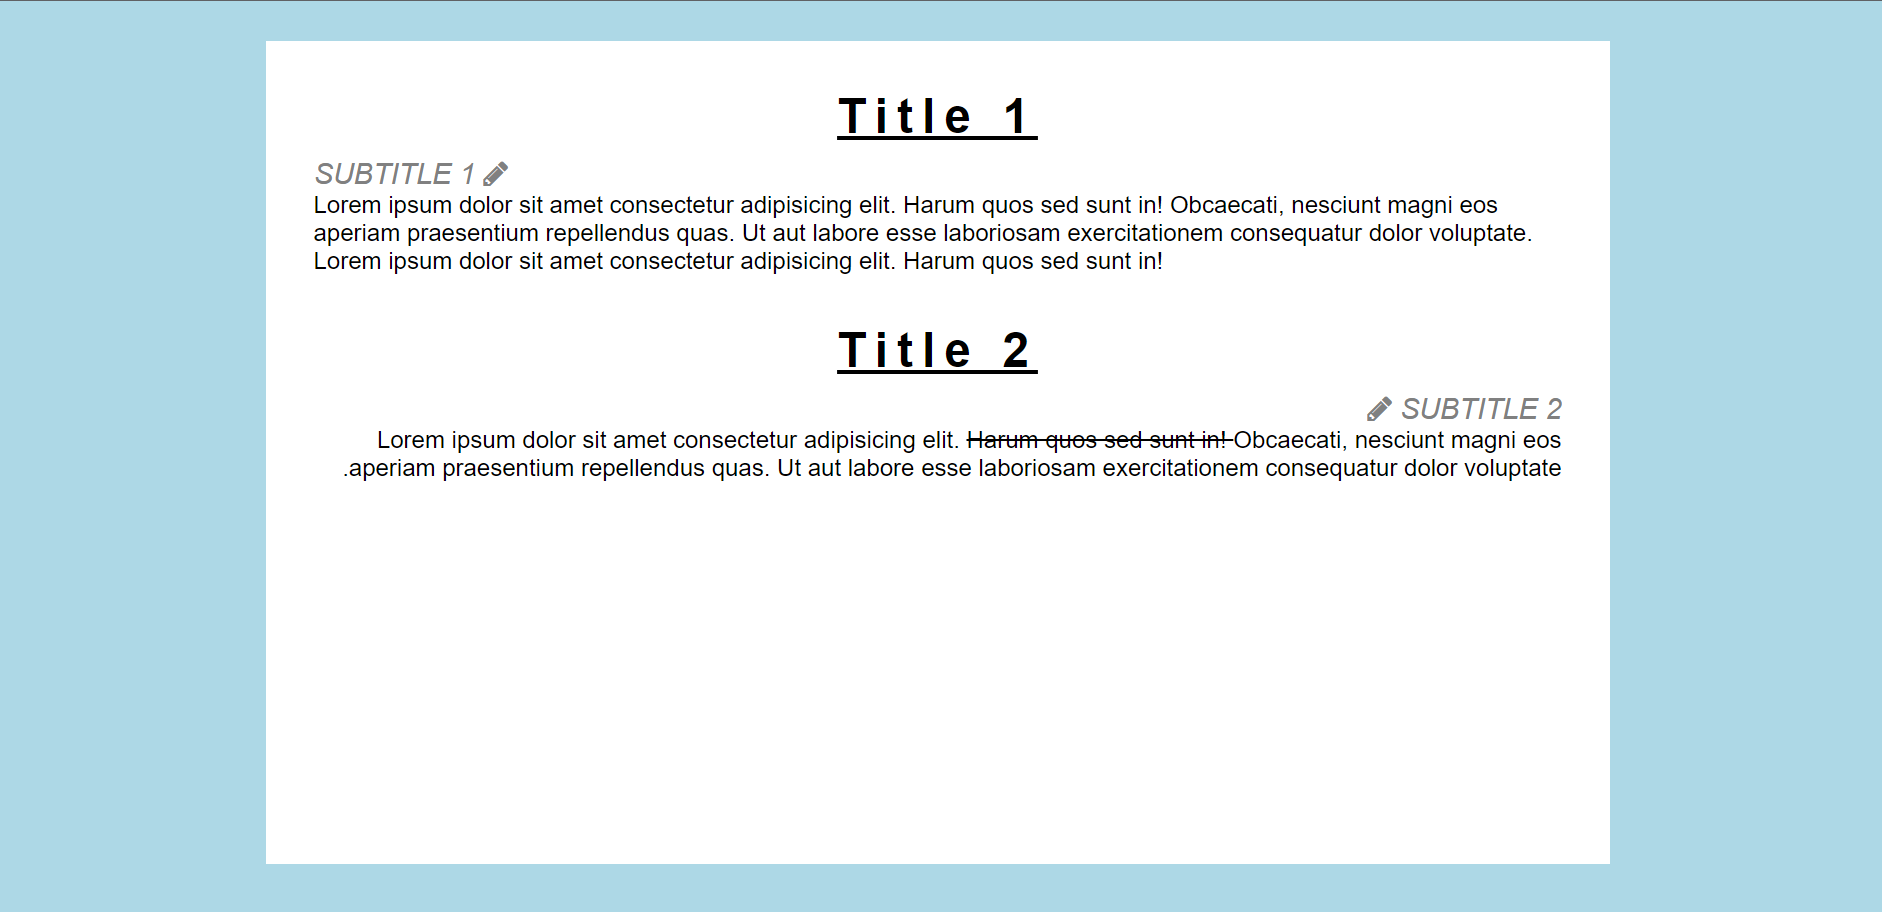 Title 1
SUBTITLE 1
Lorem ipsum dolor sit amet consectetur adipisicing elit. Harum quos sed sunt in! Obcaecati, nesciunt magni eos
aperiam praesentium repellendus quas. Ut aut labore esse laboriosam exercitationem consequatur dolor voluptate.
Lorem ipsum dolor sit amet consectetur adipisicing elit. Harum quos sed sunt in!
Title 2
SUBTITLE 2
Lorem ipsum dolor sit amet consectetur adipisicing elit. Harum quos sed sunt in! Obcaecati, nesciunt magni eos
.aperiam praesentium repellendus quas. Ut aut labore esse laboriosam exercitationem consequatur dolor voluptate